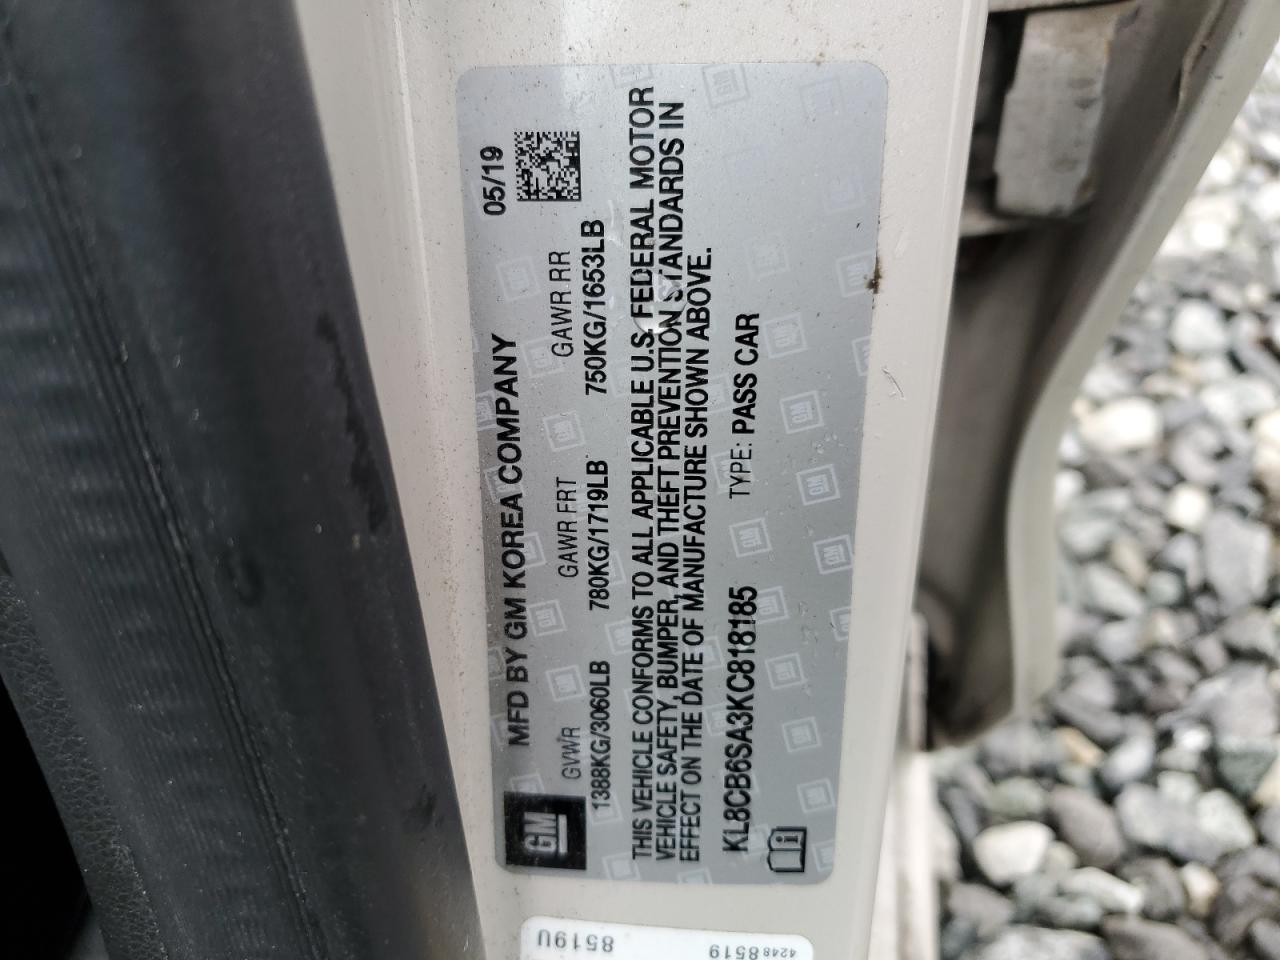 MFD BY GM KOREA COMPANY 05/19
GM
GVWR GAWR FRT GAWR RR
1388KG/3060LB 780KG/1719LB 750KG/1653LB
THIS VEHICLE CONFORMS TO ALL APPLICABLE U.S. FEDERAL MOTOR
VEHICLE SAFETY, BUMPER, AND THEFT PREVENTION STANDARDS IN
EFFECT ON THE DATE OF MANUFACTURE SHOWN ABOVE.
KL8CB6SA3KC818185 TYPE: PASS CAR
8519U
42488519